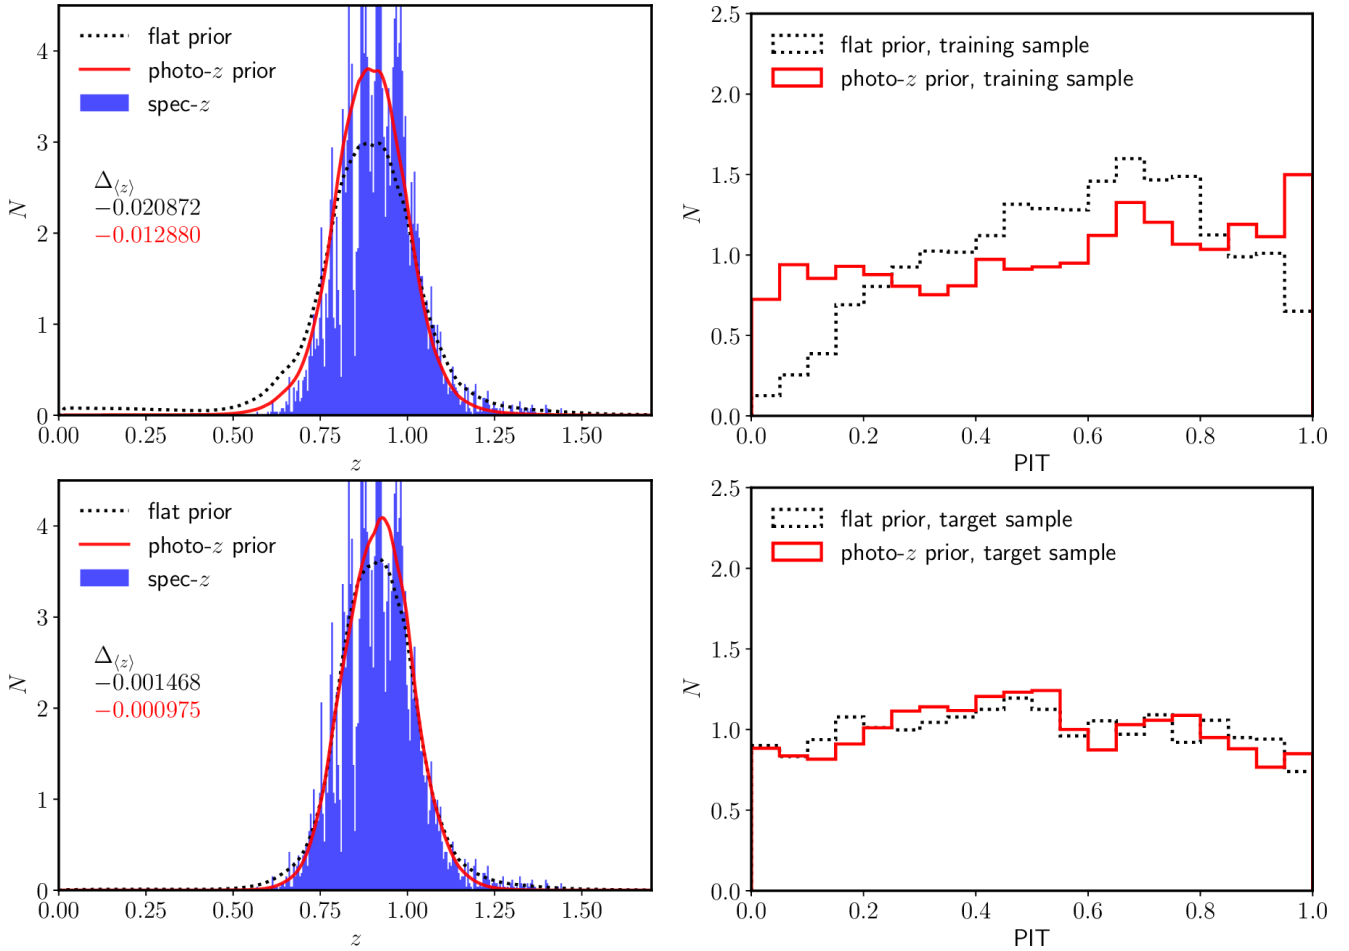 flat prior
photo-z prior
spec-z
Δ⟨z⟩
−0.020872
−0.012880
N
0
1
2
3
4
0.00 0.25 0.50 0.75 1.00 1.25 1.50
z
flat prior, training sample
photo-z prior, training sample
N
0.0
0.5
1.0
1.5
2.0
2.5
0.0 0.2 0.4 0.6 0.8 1.0
PIT
flat prior
photo-z prior
spec-z
Δ⟨z⟩
−0.001468
−0.000975
N
0
1
2
3
4
0.00 0.25 0.50 0.75 1.00 1.25 1.50
z
flat prior, target sample
photo-z prior, target sample
N
0.0
0.5
1.0
1.5
2.0
2.5
0.0 0.2 0.4 0.6 0.8 1.0
PIT